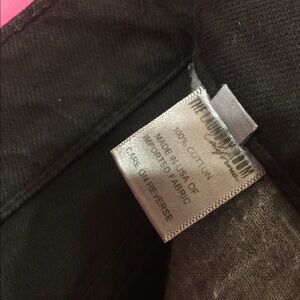 100% COTTON
MADE IN USA OF
IMPORTED FABRIC
CARE ON REVERSE